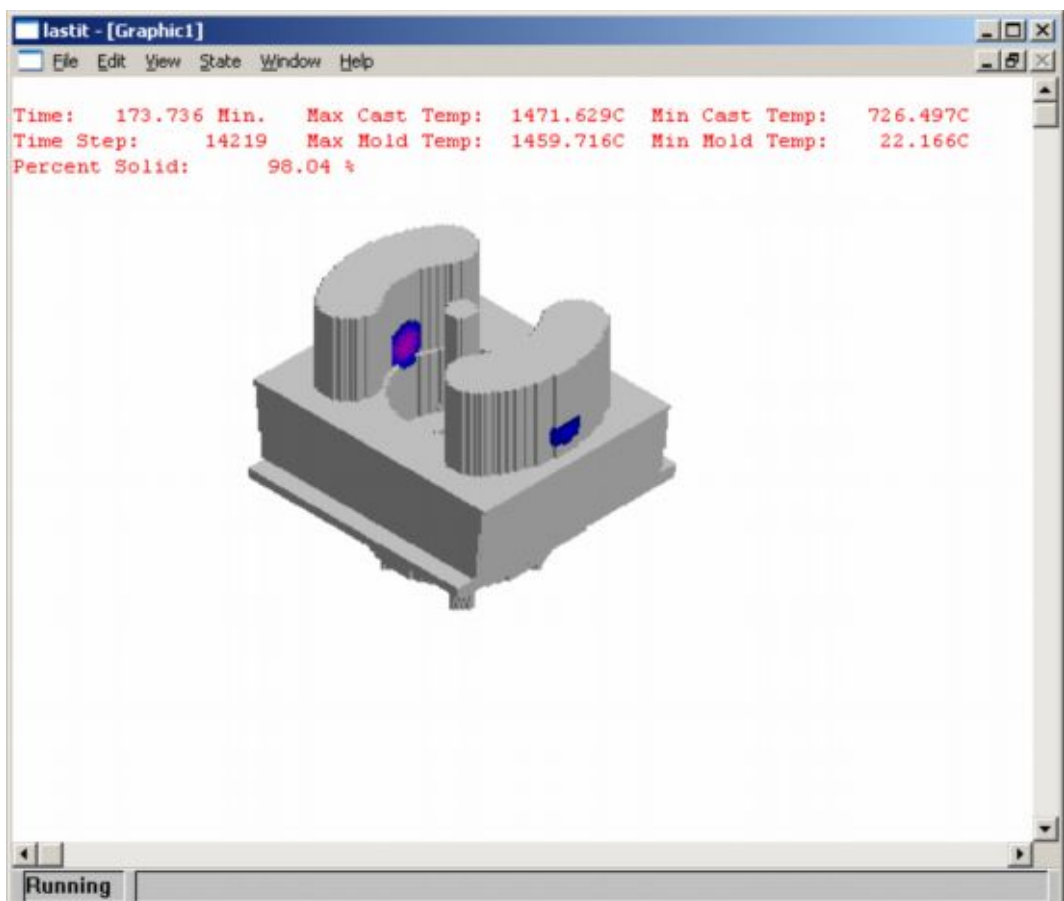 lastit - [Graphic1]
File Edit View State Window Help
Time: 173.736 Min. Max Cast Temp: 1471.629C Min Cast Temp: 726.497C
Time Step: 14219 Max Mold Temp: 1459.716C Min Mold Temp: 22.166C
Percent Solid: 98.04 %
Running